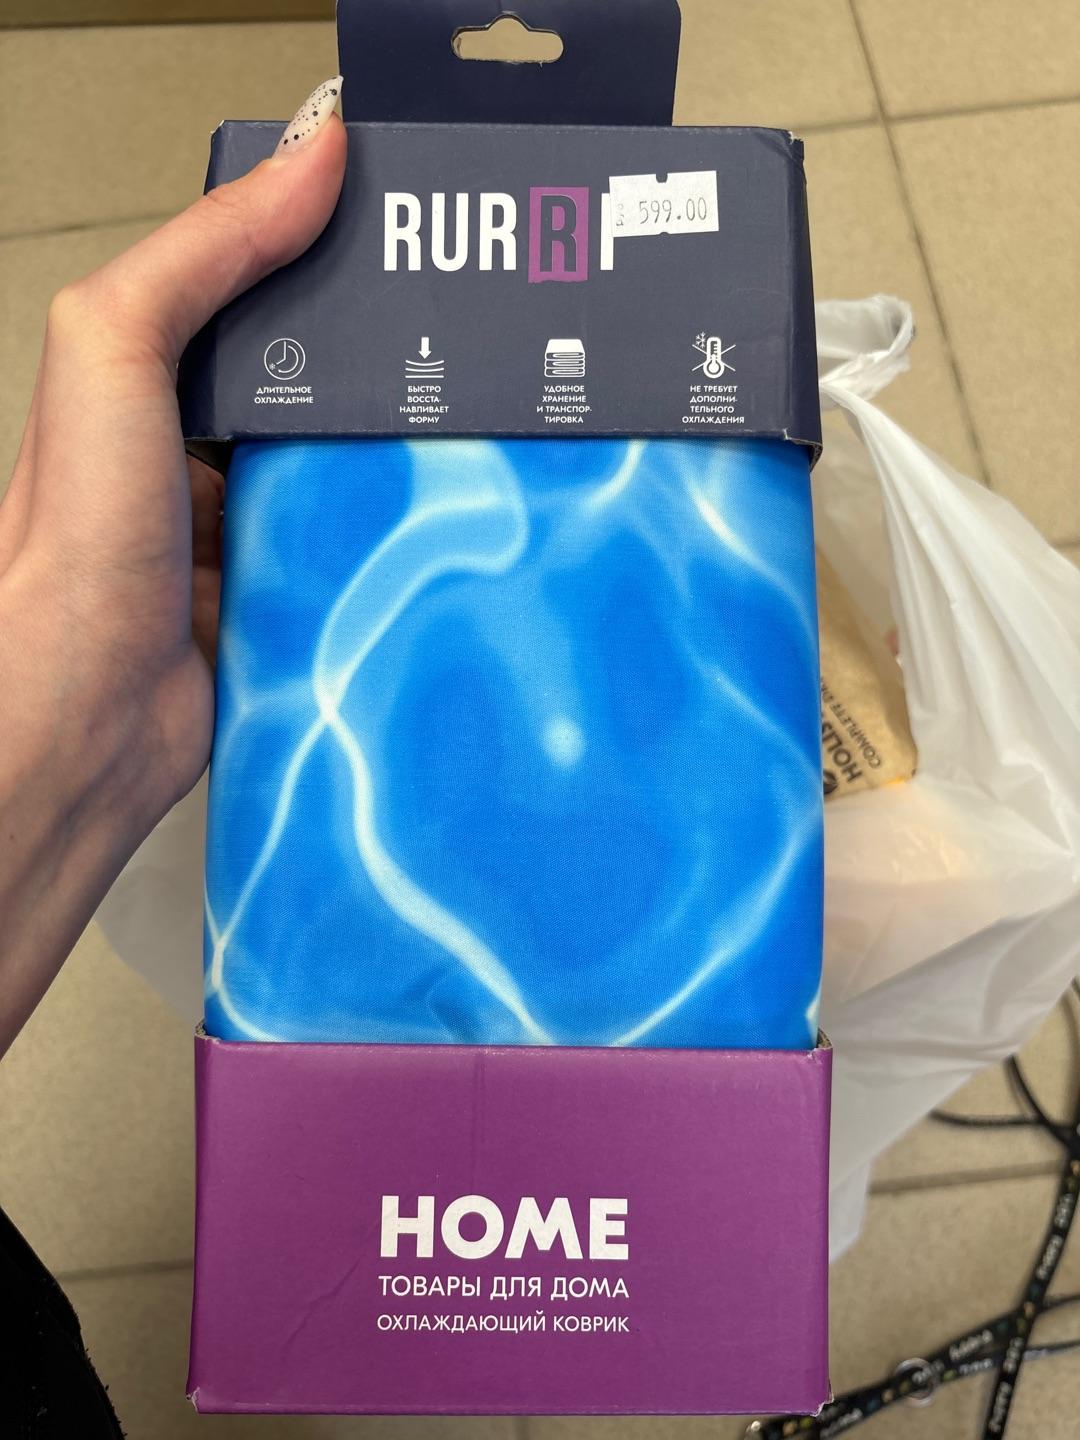 RURRI
599.00
ДЛИТЕЛЬНОЕ
ОХЛАЖДЕНИЕ
БЫСТРО
ВОССТА-
НАВЛИВАЕТ
ФОРМУ
УДОБНОЕ
ХРАНЕНИЕ
И ТРАНСПОР-
ТИРОВКА
НЕ ТРЕБУЕТ
ДОПОЛНИ-
ТЕЛЬНОГО
ОХЛАЖДЕНИЯ
HOME
ТОВАРЫ ДЛЯ ДОМА
ОХЛАЖДАЮЩИЙ КОВРИК
COMPLETE